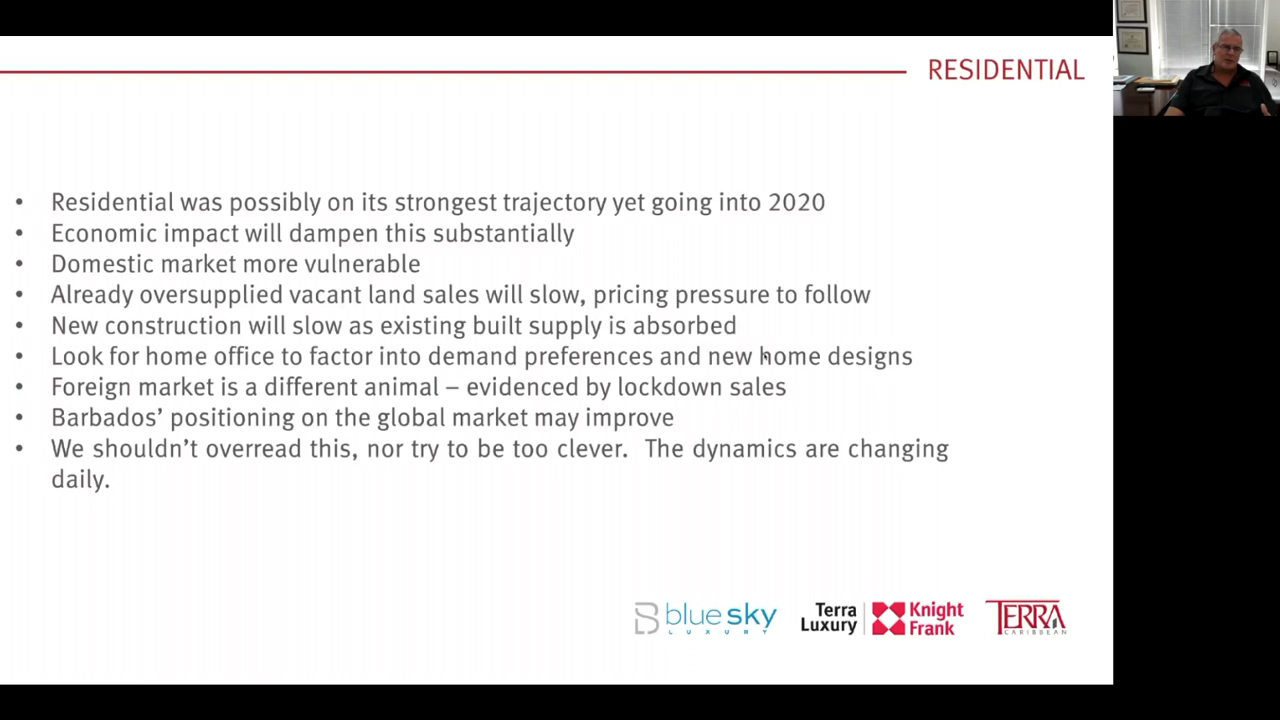 RESIDENTIAL
• Residential was possibly on its strongest trajectory yet going into 2020
• Economic impact will dampen this substantially
• Domestic market more vulnerable
• Already oversupplied vacant land sales will slow, pricing pressure to follow
• New construction will slow as existing built supply is absorbed
• Look for home office to factor into demand preferences and new home designs
• Foreign market is a different animal – evidenced by lockdown sales
• Barbados’ positioning on the global market may improve
• We shouldn’t overread this, nor try to be too clever. The dynamics are changing
daily.
blue sky
LUXURY
Terra
Luxury
Knight
Frank
TERRA
CARIBBEAN